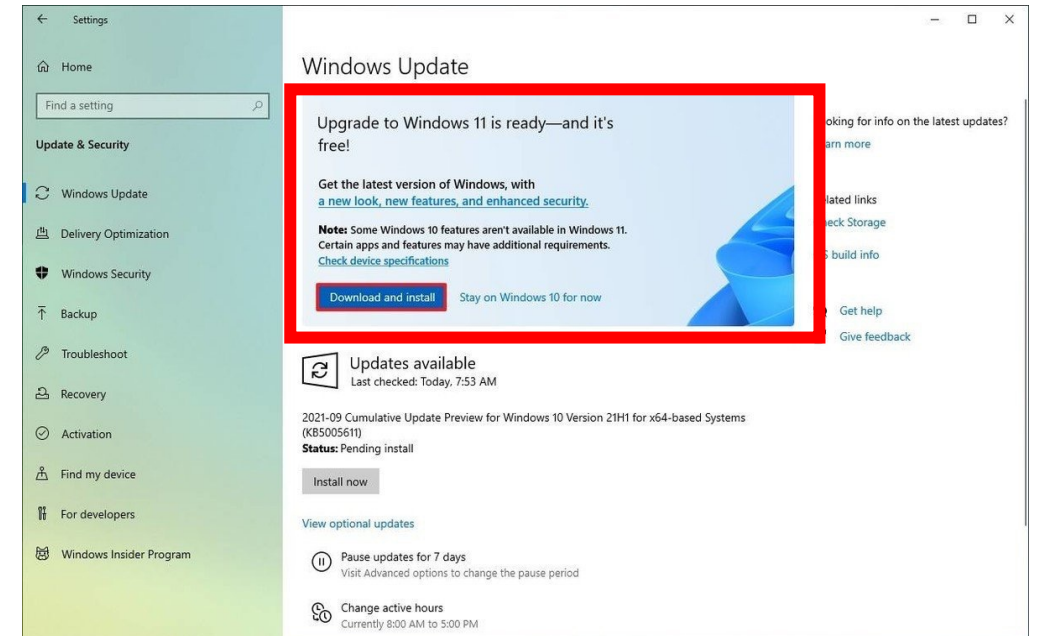 Settings
Home
Find a setting
Update & Security
Windows Update
Delivery Optimization
Windows Security
Backup
Troubleshoot
Recovery
Activation
Find my device
For developers
Windows Insider Program
Windows Update
Upgrade to Windows 11 is ready—and it's
free!
Get the latest version of Windows, with
a new look, new features, and enhanced security.
Note: Some Windows 10 features aren't available in Windows 11.
Certain apps and features may have additional requirements.
Check device specifications
Download and install
Stay on Windows 10 for now
Updates available
Last checked: Today, 7:53 AM
2021-09 Cumulative Update Preview for Windows 10 Version 21H1 for x64-based Systems
(KB5005611)
Status: Pending install
Install now
View optional updates
Pause updates for 7 days
Visit Advanced options to change the pause period
Change active hours
Currently 8:00 AM to 5:00 PM
oking for info on the latest updates?
arn more
lated links
eck Storage
S build info
Get help
Give feedback